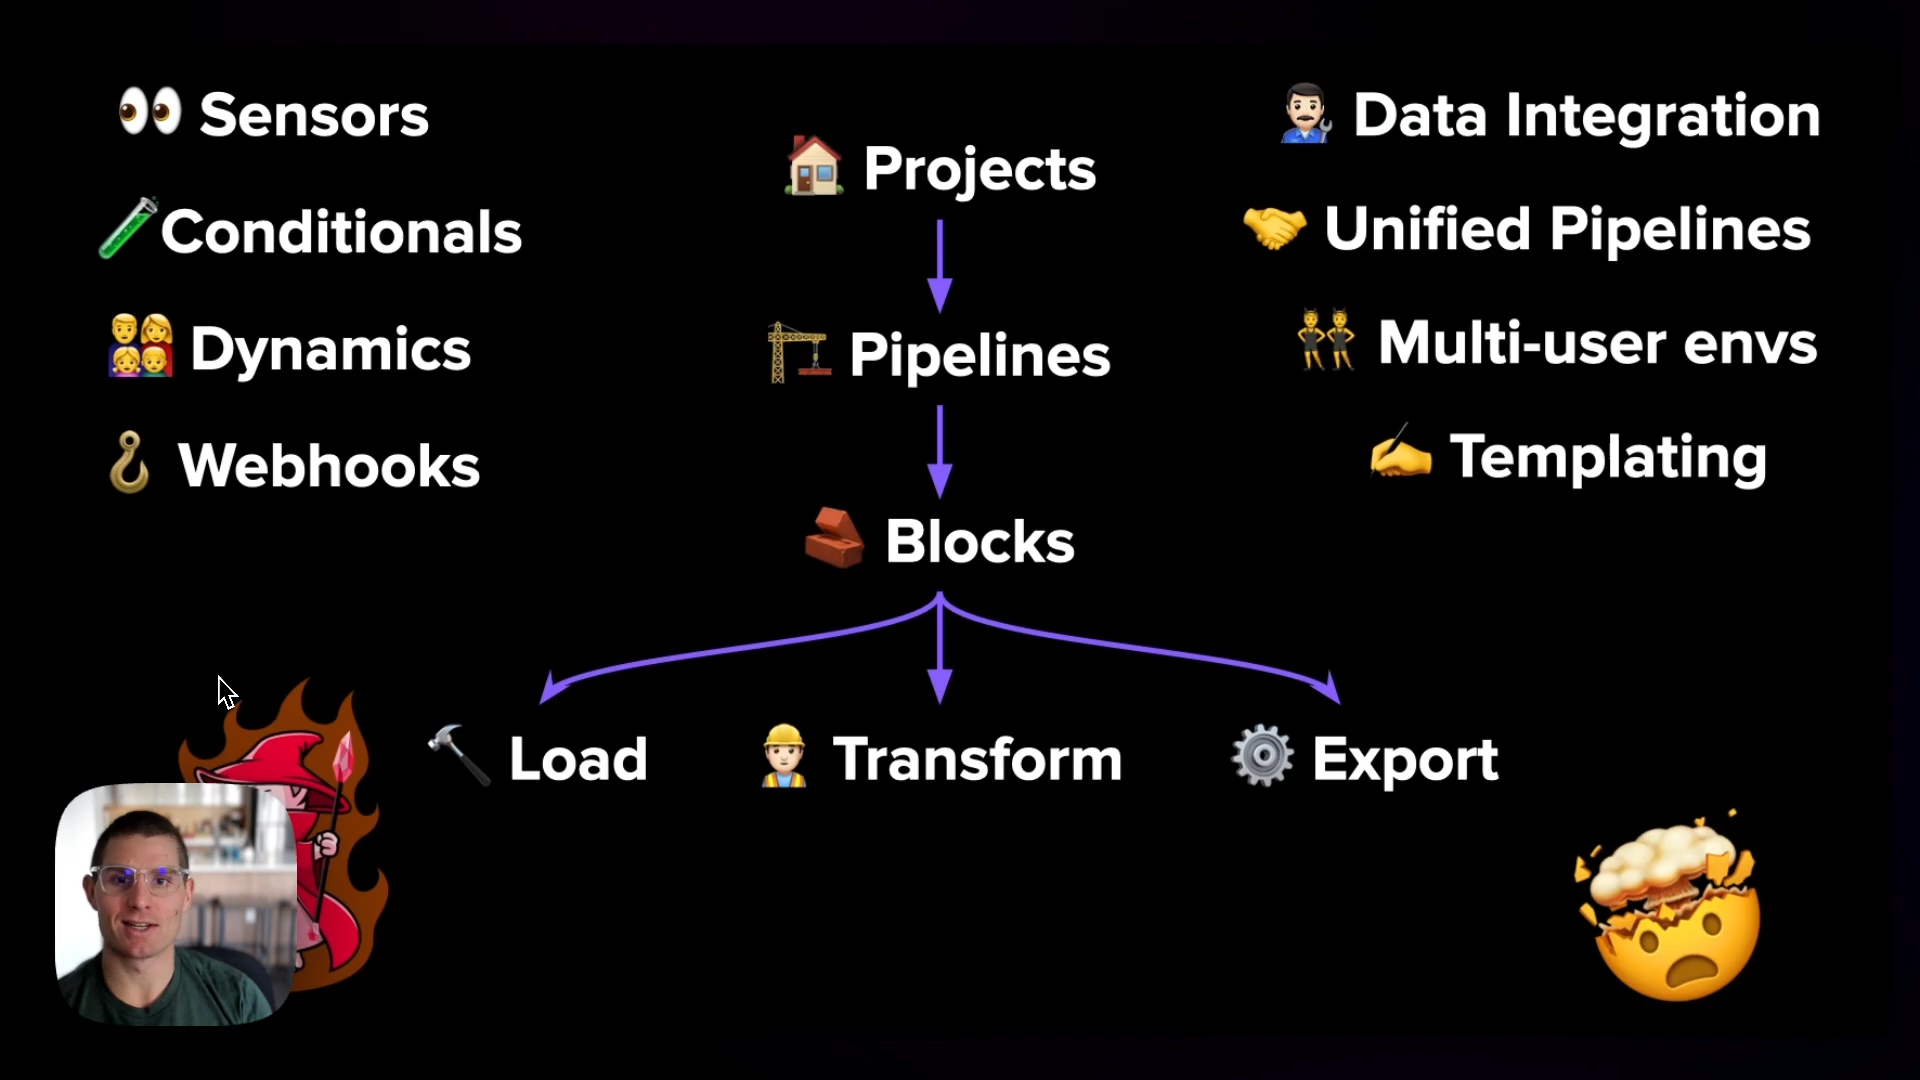 Sensors
Conditionals
Dynamics
Webhooks
Projects
Pipelines
Blocks
Load
Transform
Export
Data Integration
Unified Pipelines
Multi-user envs
Templating